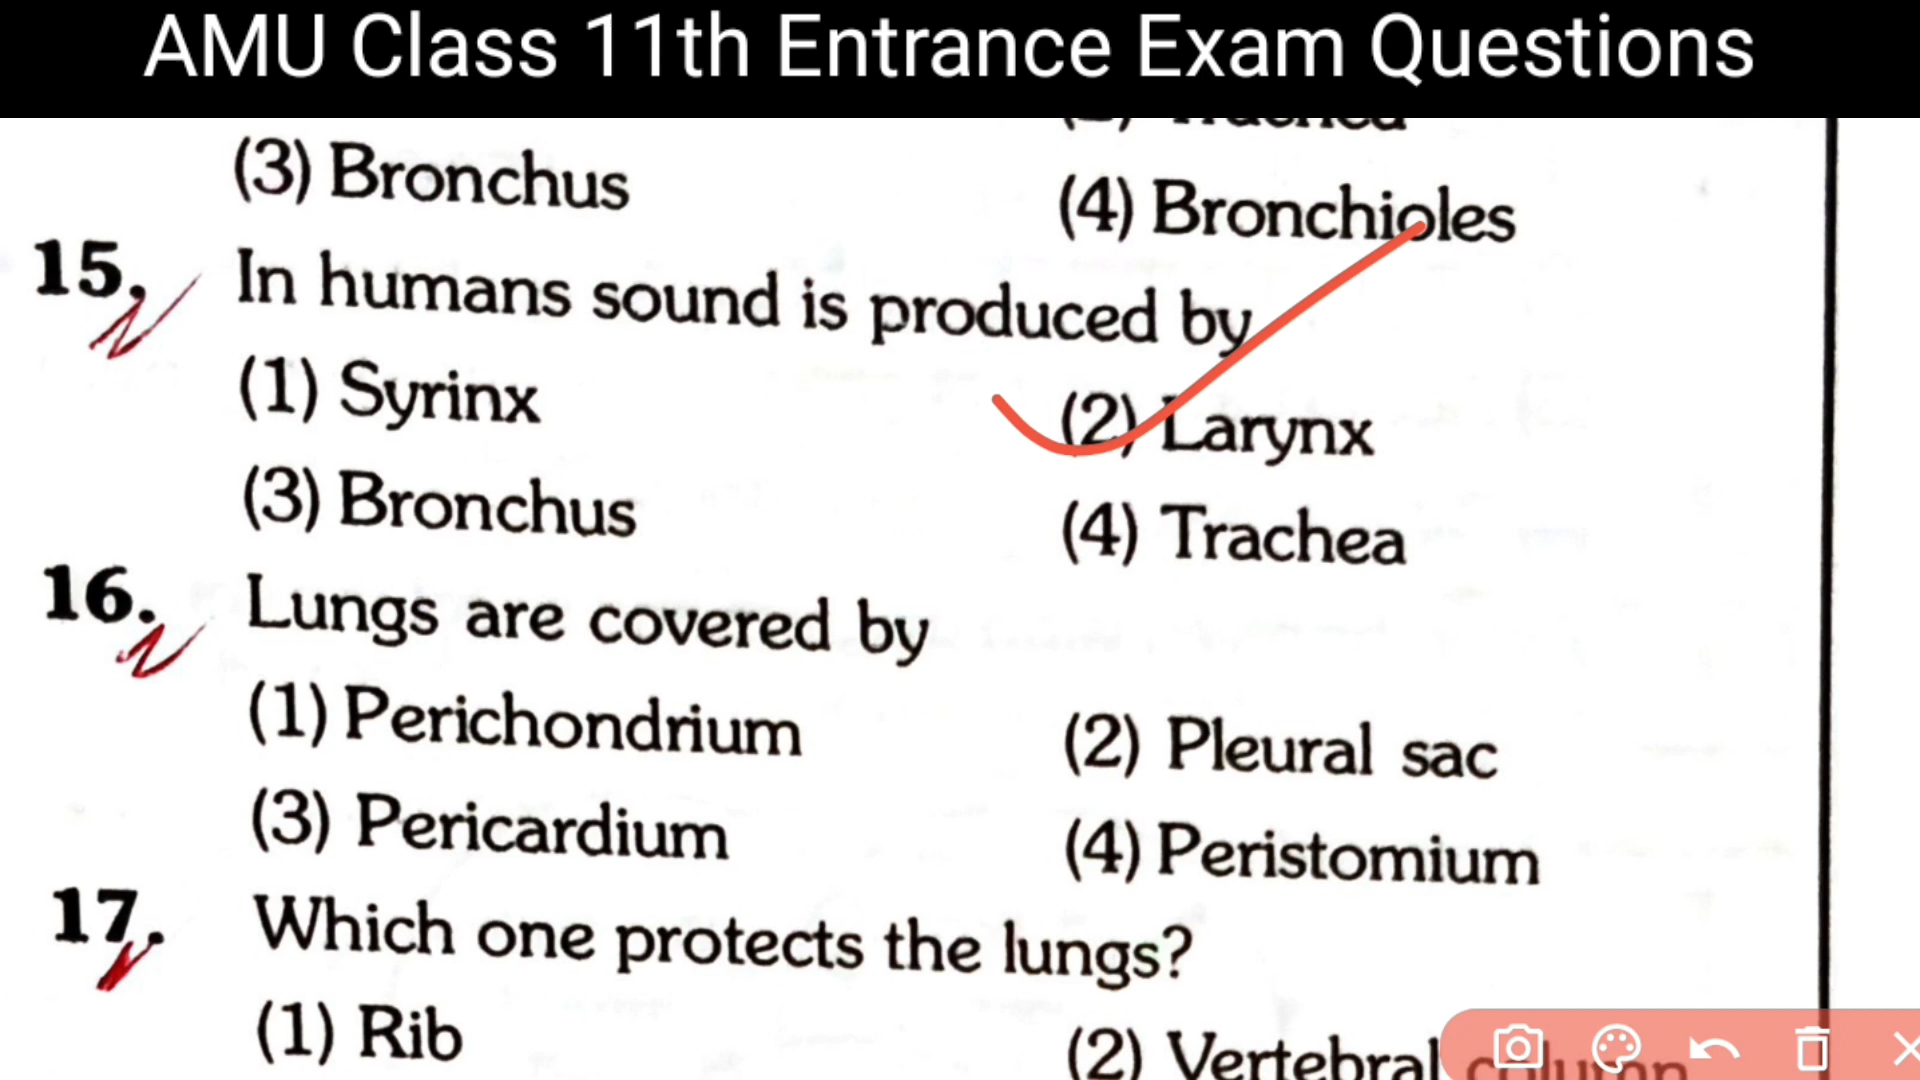 AMU Class 11th Entrance Exam Questions
(3) Bronchus
(4) Bronchioles
15. In humans sound is produced by
(1) Syrinx
(2) Larynx
(3) Bronchus
(4) Trachea
16. Lungs are covered by
(1) Perichondrium
(2) Pleural sac
(3) Pericardium
(4) Peristomium
17. Which one protects the lungs?
(1) Rib
(2) Vertebral column